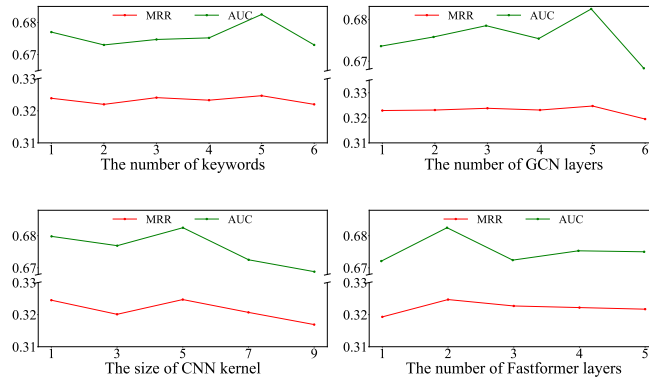 MRR AUC
0.68
0.67
0.33
0.32
0.31
1 2 3 4 5 6
The number of keywords
MRR AUC
0.68
0.67
0.33
0.32
0.31
1 2 3 4 5 6
The number of GCN layers
MRR AUC
0.68
0.67
0.33
0.32
0.31
1 3 5 7 9
The size of CNN kernel
MRR AUC
0.68
0.67
0.33
0.32
0.31
1 2 3 4 5
The number of Fastformer layers